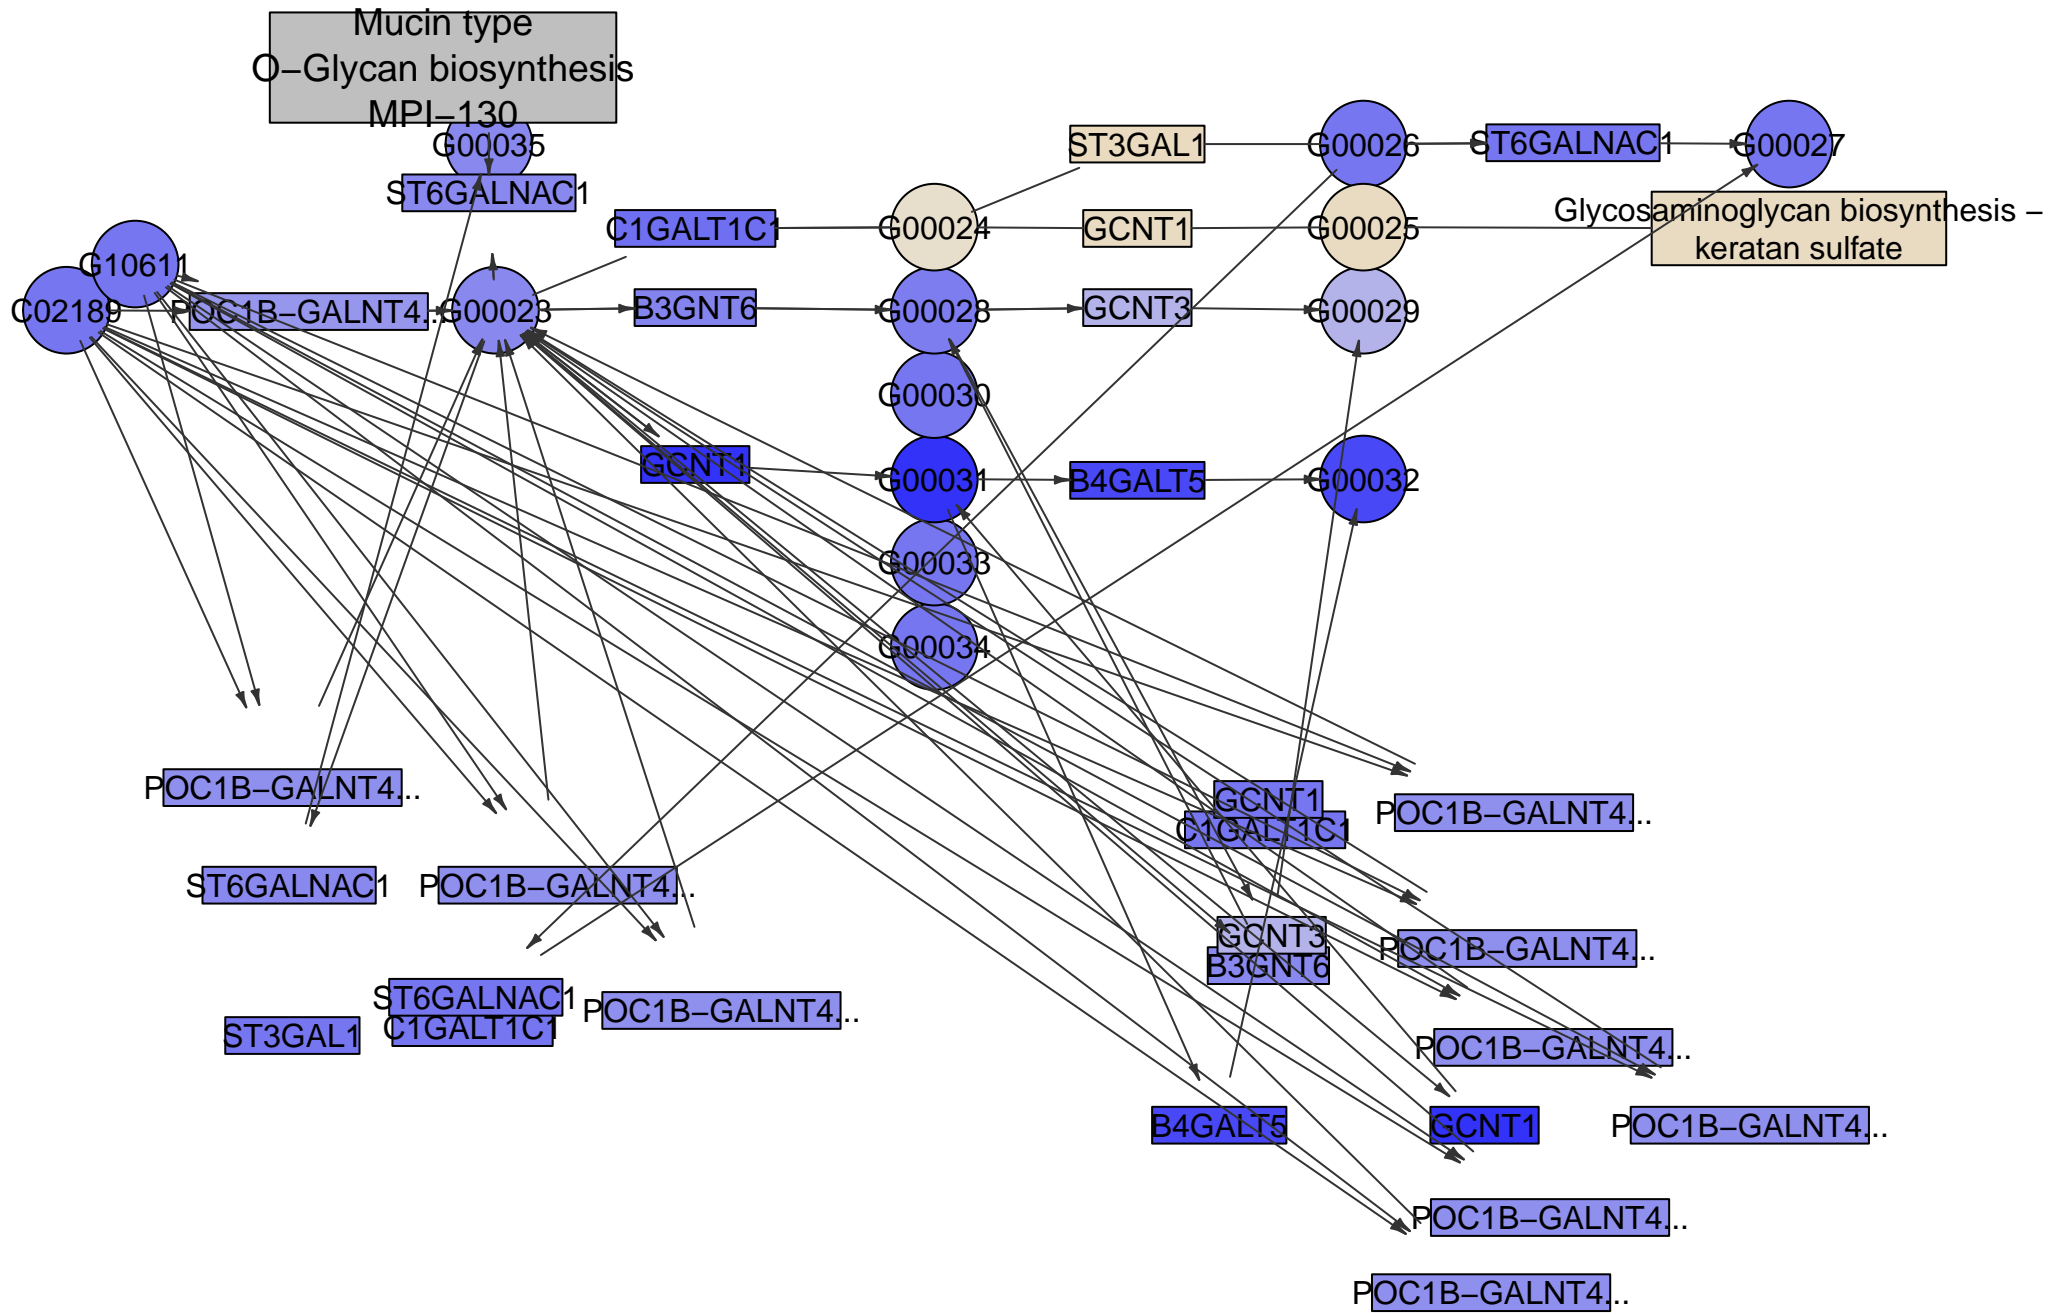 Mucin type
O−Glycan biosynthesis
MPI−130
G00035
ST3GAL1
G00026
ST6GALNAC1
G00027
ST6GALNAC1
C1GALT1C1
G00024
GCNT1
G00025
Glycosaminoglycan biosynthesis −
keratan sulfate
G10611
C02189
POC1B−GALNT4...
G00023
B3GNT6
G00028
GCNT3
G00029
G00030
GCNT1
G00031
B4GALT5
G00032
G00033
G00034
POC1B−GALNT4...
GCNT1
C1GALT1C1
POC1B−GALNT4...
ST6GALNAC1
POC1B−GALNT4...
GCNT3
B3GNT6
POC1B−GALNT4...
ST6GALNAC1
C1GALT1C1
ST3GAL1
POC1B−GALNT4...
POC1B−GALNT4...
B4GALT5
GCNT1
POC1B−GALNT4...
POC1B−GALNT4...
POC1B−GALNT4...